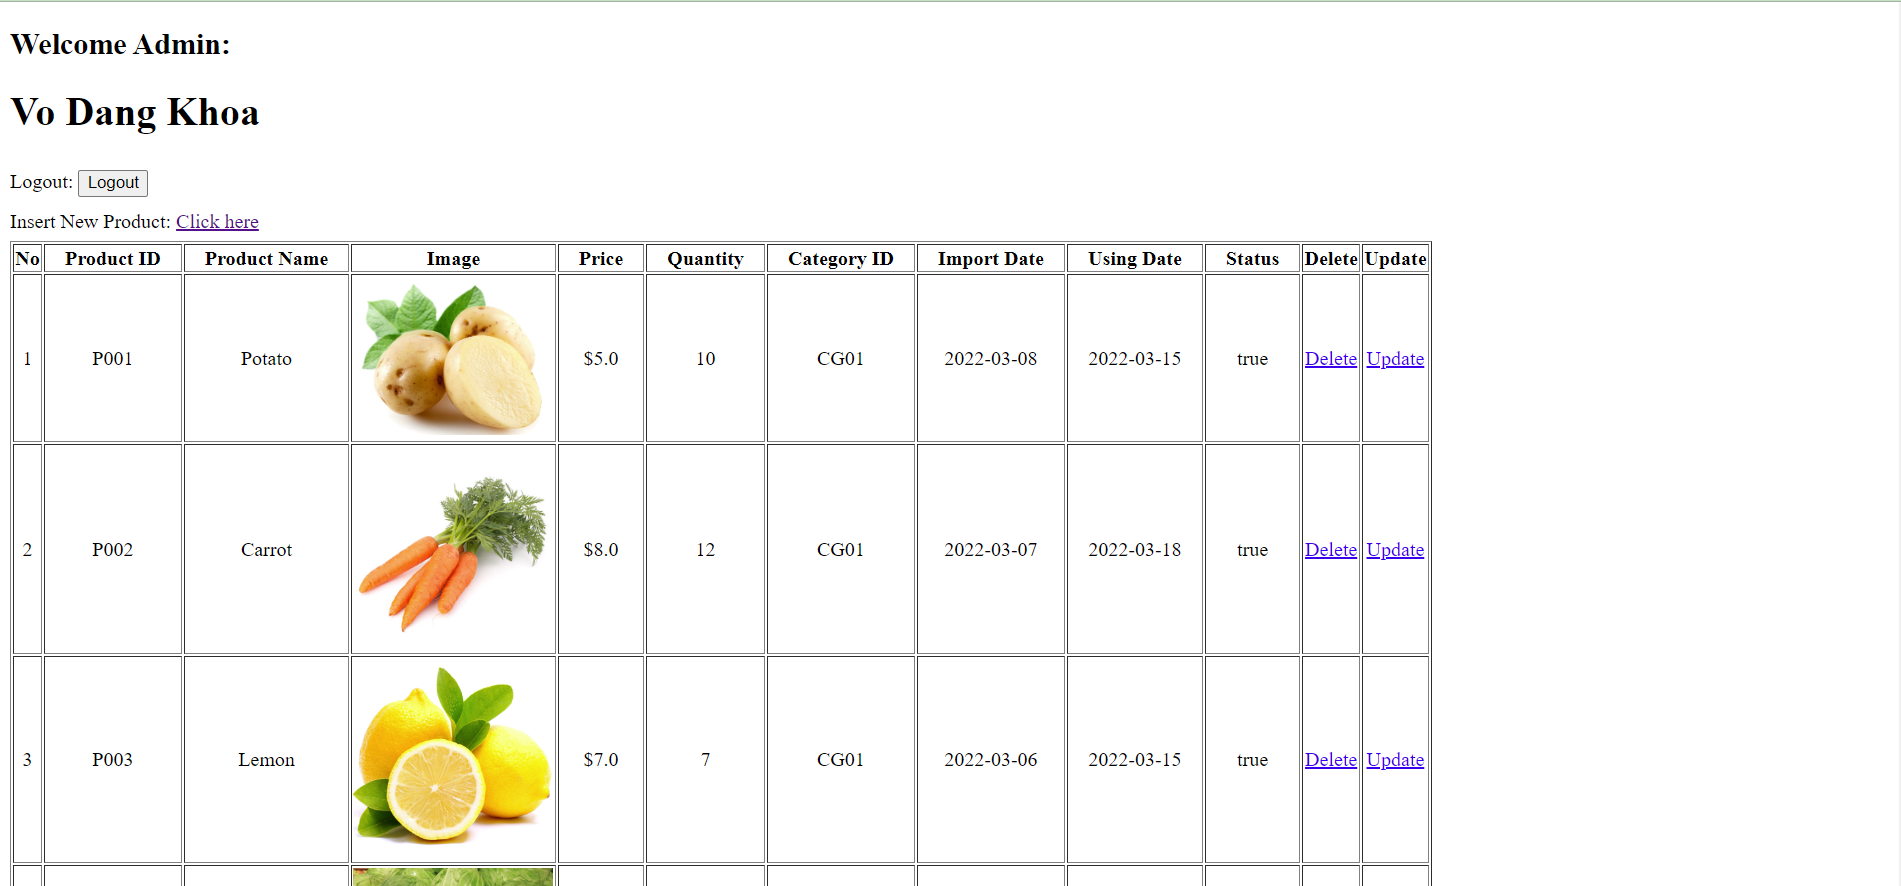 Welcome Admin:
Vo Dang Khoa
Logout: Logout
Insert New Product: Click here
No Product ID Product Name Image Price Quantity Category ID Import Date Using Date Status Delete Update
1 P001 Potato $5.0 10 CG01 2022-03-08 2022-03-15 true Delete Update
2 P002 Carrot $8.0 12 CG01 2022-03-07 2022-03-18 true Delete Update
3 P003 Lemon $7.0 7 CG01 2022-03-06 2022-03-15 true Delete Update